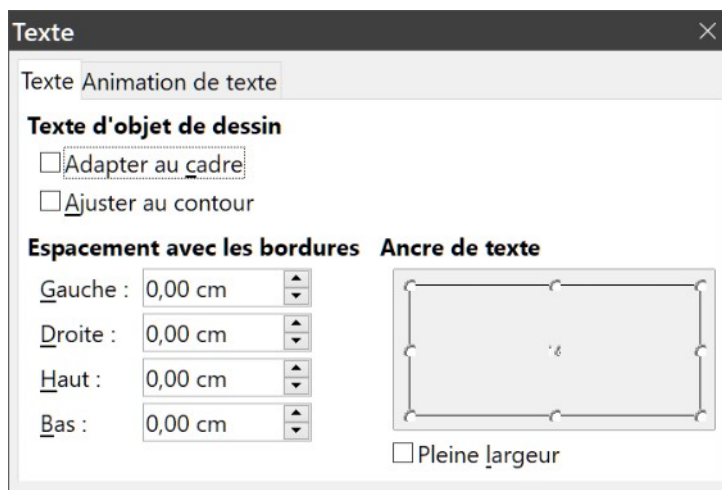 Texte
Texte Animation de texte
Texte d'objet de dessin
Adapter au cadre
Ajuster au contour
Espacement avec les bordures Ancre de texte
Gauche : 0,00 cm
Droite : 0,00 cm
Haut : 0,00 cm
Bas : 0,00 cm
Pleine largeur